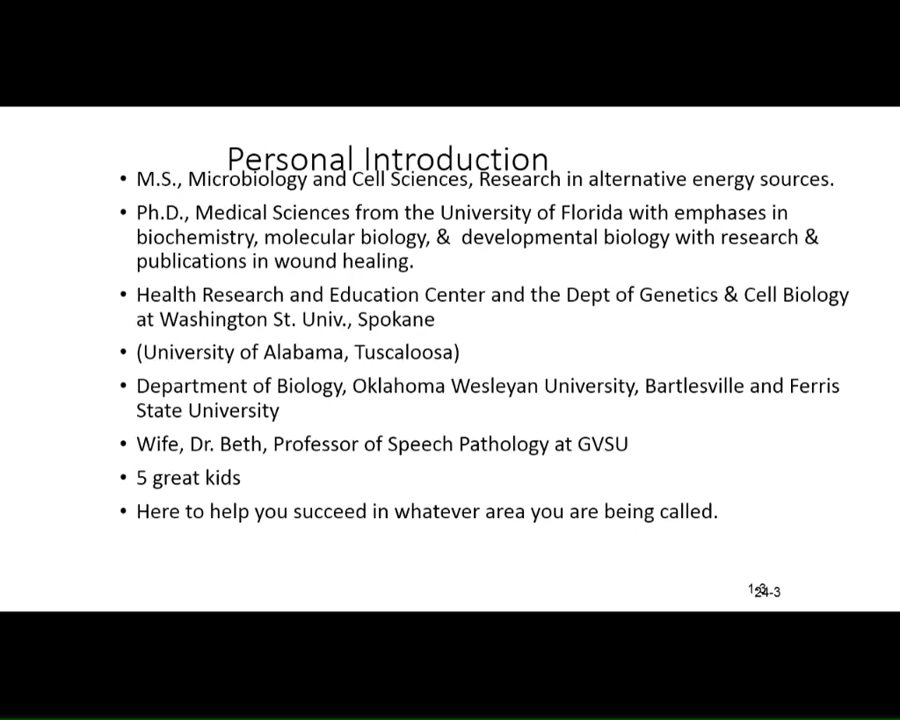 Personal Introduction
• M.S., Microbiology and Cell Sciences, Research in alternative energy sources.
• Ph.D., Medical Sciences from the University of Florida with emphases in
biochemistry, molecular biology, & developmental biology with research &
publications in wound healing.
• Health Research and Education Center and the Dept of Genetics & Cell Biology
at Washington St. Univ., Spokane
• (University of Alabama, Tuscaloosa)
• Department of Biology, Oklahoma Wesleyan University, Bartlesville and Ferris
State University
• Wife, Dr. Beth, Professor of Speech Pathology at GVSU
• 5 great kids
• Here to help you succeed in whatever area you are being called.